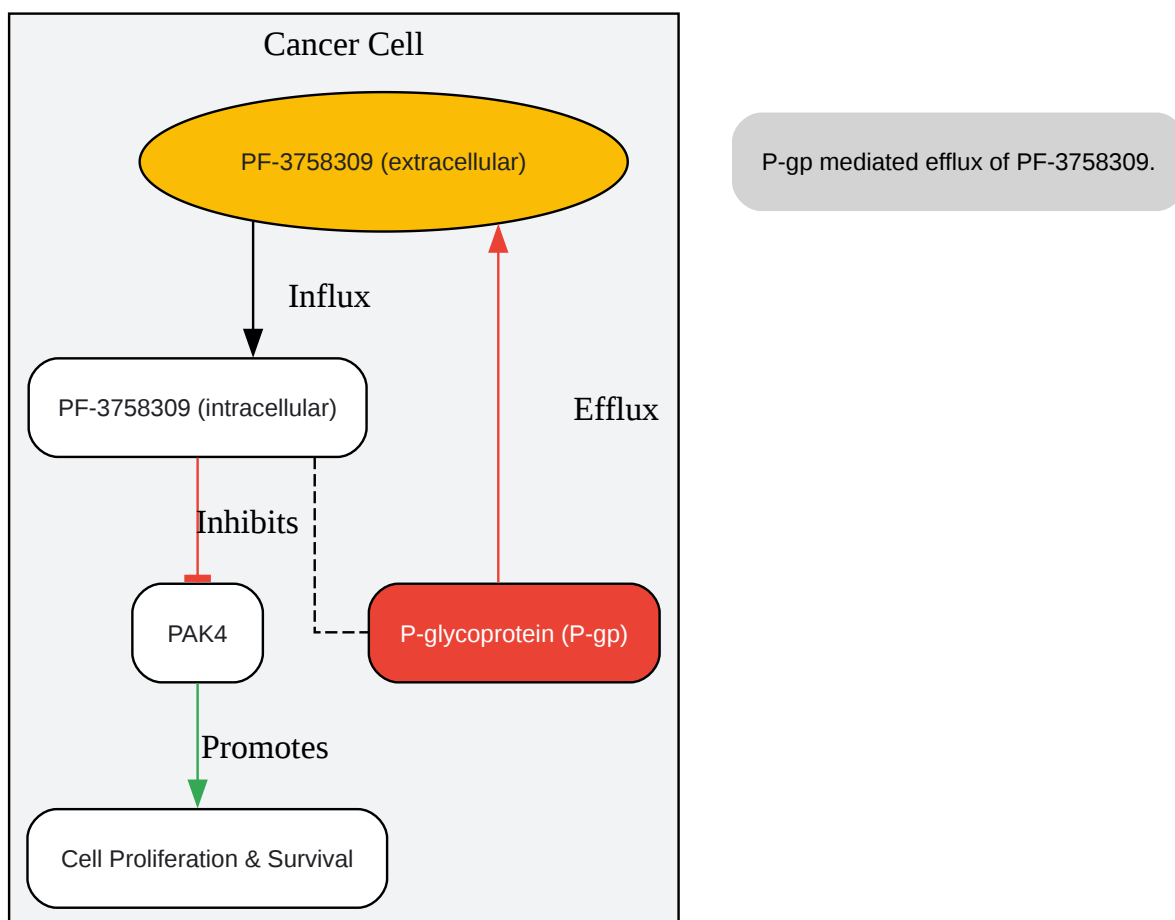 Cancer Cell
PF-3758309 (extracellular)
P-gp mediated efflux of PF-3758309.
Influx
PF-3758309 (intracellular)
Efflux
Inhibits
PAK4
P-glycoprotein (P-gp)
Promotes
Cell Proliferation & Survival